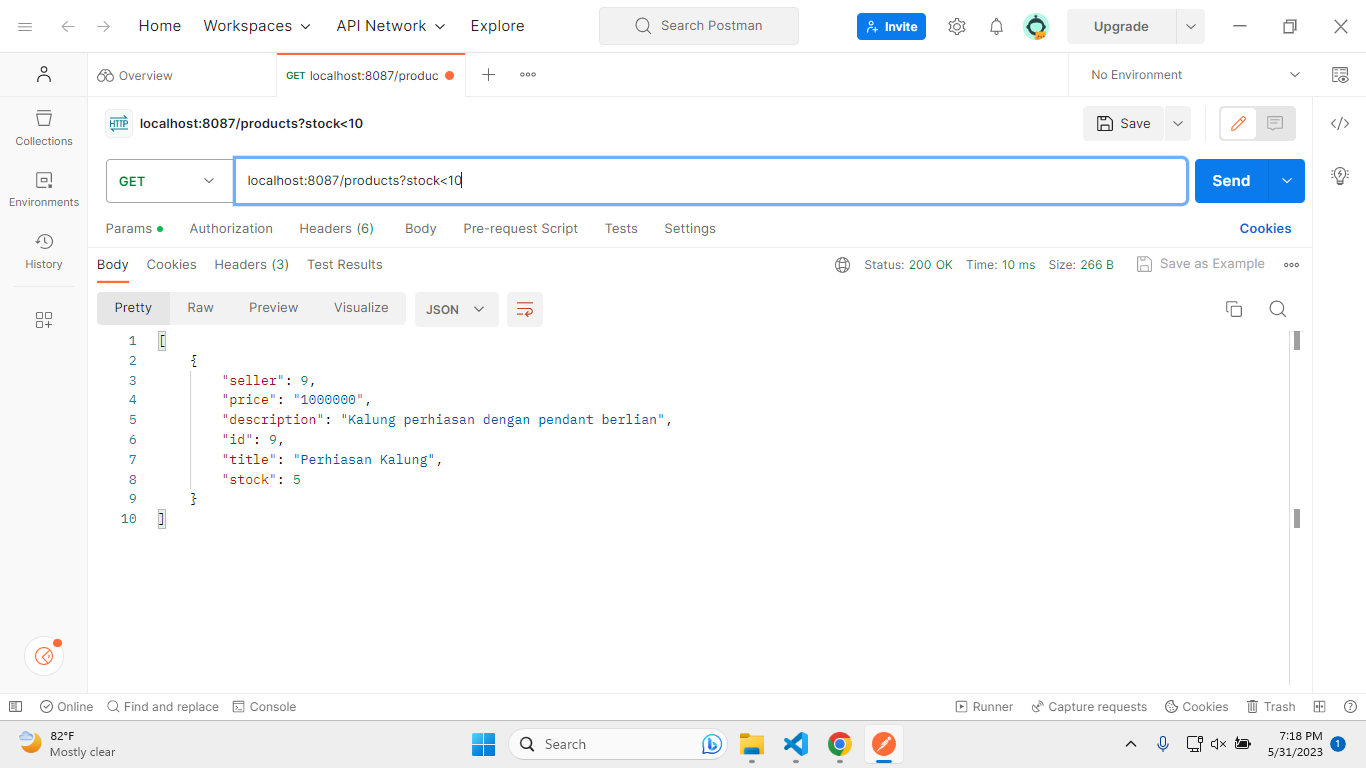 Home Workspaces API Network Explore Search Postman Invite Upgrade
Overview GET localhost:8087/produc No Environment
HTTP localhost:8087/products?stock<10 Save
Collections
GET localhost:8087/products?stock<10 Send
Environments
Params Authorization Headers (6) Body Pre-request Script Tests Settings Cookies
History
Body Cookies Headers (3) Test Results Status: 200 OK Time: 10 ms Size: 266 B Save as Example
Pretty Raw Preview Visualize JSON
1 [
2 {
3 "seller": 9,
4 "price": "1000000",
5 "description": "Kalung perhiasan dengan pendant berlian",
6 "id": 9,
7 "title": "Perhiasan Kalung",
8 "stock": 5
9 }
10 ]
Online Find and replace Console Runner Capture requests Cookies Trash
82°F
Mostly clear
Search
7:18 PM
5/31/2023
1